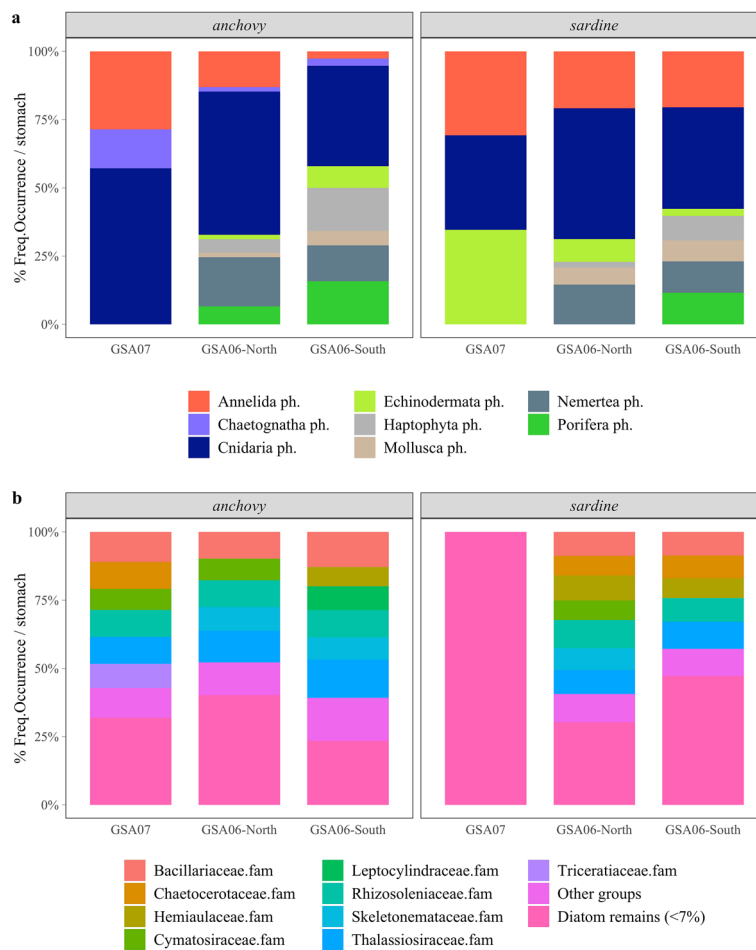 a
anchovy
sardine
% Freq.Occurrence / stomach
100%
75%
50%
25%
0%
GSA07
GSA06-North
GSA06-South
GSA07
GSA06-North
GSA06-South
Annelida ph.
Chaetognatha ph.
Cnidaria ph.
Echinodermata ph.
Haptophyta ph.
Mollusca ph.
Nemertea ph.
Porifera ph.
b
anchovy
sardine
% Freq.Occurrence / stomach
100%
75%
50%
25%
0%
GSA07
GSA06-North
GSA06-South
GSA07
GSA06-North
GSA06-South
Bacillariaceae.fam
Chaetocerotaceae.fam
Hemiaulaceae.fam
Cymatosiraceae.fam
Leptocylindraceae.fam
Rhizosoleniaceae.fam
Skeletonemataceae.fam
Thalassiosiraceae.fam
Triceratiaceae.fam
Other groups
Diatom remains (<7%)